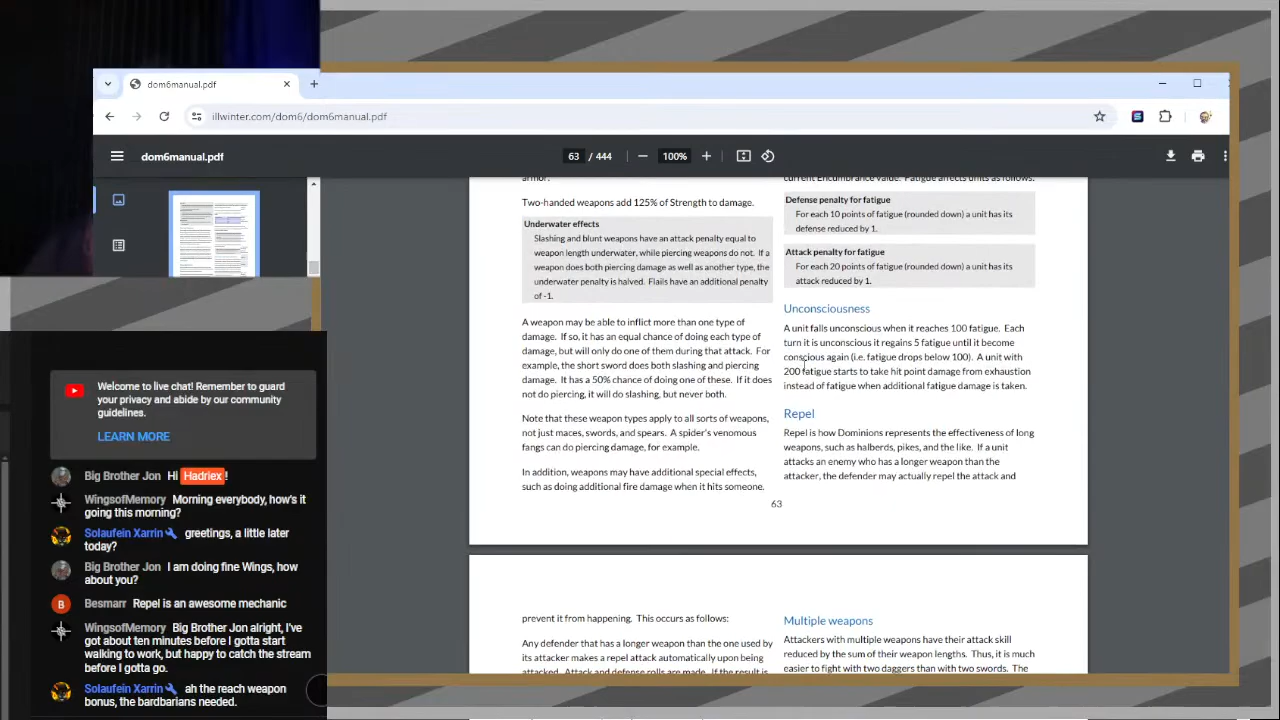 dom6manual.pdf
illwinter.com/dom6/dom6manual.pdf
dom6manual.pdf
63 / 444
100%
armor.
Two-handed weapons add 125% of Strength to damage.
Underwater effects
Slashing and blunt weapons have an attack penalty equal to
weapon length underwater, while piercing weapons do not. If a
weapon does both piercing damage as well as another type, the
underwater penalty is halved. Flails have an additional penalty
of -1.
A weapon may be able to inflict more than one type of
damage. If so, it has an equal chance of doing each type of
damage, but will only do one of them during that attack. For
example, the short sword does both slashing and piercing
damage. It has a 50% chance of doing one of these. If it does
not do piercing, it will do slashing, but never both.
Note that these weapon types apply to all sorts of weapons,
not just maces, swords, and spears. A spider's venomous
fangs can do piercing damage, for example.
In addition, weapons may have additional special effects,
such as doing additional fire damage when it hits someone.
current Encumbrance value. Fatigue affects units as follows:
Defense penalty for fatigue
For each 10 points of fatigue (rounded down) a unit has its
defense reduced by 1.
Attack penalty for fatigue
For each 20 points of fatigue (rounded down) a unit has its
attack reduced by 1.
Unconsciousness
A unit falls unconscious when it reaches 100 fatigue. Each
turn it is unconscious it regains 5 fatigue until it become
conscious again (i.e. fatigue drops below 100). A unit with
200 fatigue starts to take hit point damage from exhaustion
instead of fatigue when additional fatigue damage is taken.
Repel
Repel is how Dominions represents the effectiveness of long
weapons, such as halberds, pikes, and the like. If a unit
attacks an enemy who has a longer weapon than the
attacker, the defender may actually repel the attack and
63
prevent it from happening. This occurs as follows:
Any defender that has a longer weapon than the one used by
its attacker makes a repel attack automatically upon being
attacked. Attack and defense rolls are made. If the result is
Multiple weapons
Attackers with multiple weapons have their attack skill
reduced by the sum of their weapon lengths. Thus, it is much
easier to fight with two daggers than with two swords. The
Welcome to live chat! Remember to guard
your privacy and abide by our community
guidelines.
LEARN MORE
Big Brother Jon Hi Hadriex!
WingsofMemory Morning everybody, how's it
going this morning?
Solaufein Xarrin greetings, a little later
today?
Big Brother Jon I am doing fine Wings, how
about you?
B Besmarr Repel is an awesome mechanic
WingsofMemory Big Brother Jon alright, I've
got about ten minutes before I gotta start
walking to work, but happy to catch the stream
before I gotta go.
Solaufein Xarrin ah the reach weapon
bonus, the bardbarians needed.